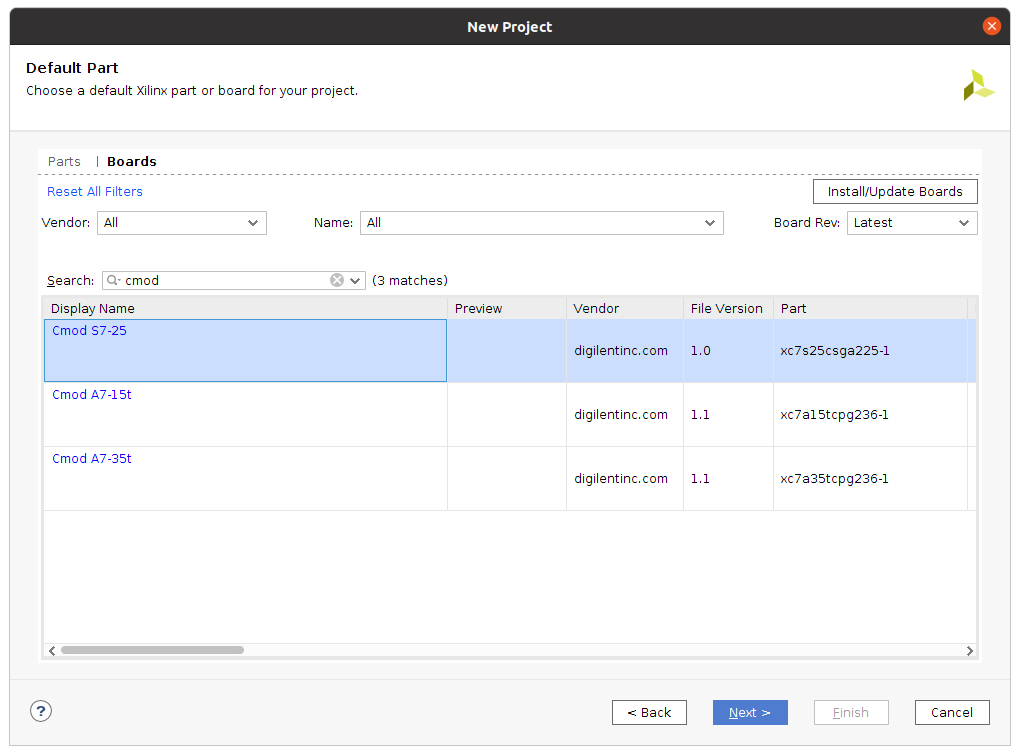 New Project
Default Part
Choose a default Xilinx part or board for your project.
Parts | Boards
Reset All Filters
Install/Update Boards
Vendor: All Name: All Board Rev: Latest
Search: cmod (3 matches)
Display Name Preview Vendor File Version Part
Cmod S7-25 digilentinc.com 1.0 xc7s25csga225-1
Cmod A7-15t digilentinc.com 1.1 xc7a15tcpg236-1
Cmod A7-35t digilentinc.com 1.1 xc7a35tcpg236-1
? < Back Next > Finish Cancel